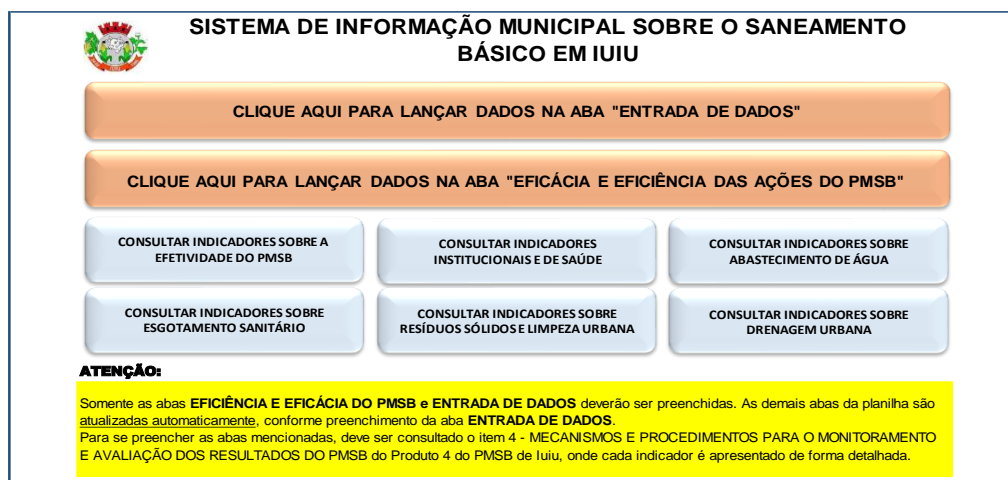 SISTEMA DE INFORMAÇÃO MUNICIPAL SOBRE O SANEAMENTO
BÁSICO EM IUIU
CLIQUE AQUI PARA LANÇAR DADOS NA ABA "ENTRADA DE DADOS"
CLIQUE AQUI PARA LANÇAR DADOS NA ABA "EFICÁCIA E EFICIÊNCIA DAS AÇÕES DO PMSB"
CONSULTAR INDICADORES SOBRE A
EFETIVIDADE DO PMSB
CONSULTAR INDICADORES
INSTITUCIONAIS E DE SAÚDE
CONSULTAR INDICADORES SOBRE
ABASTECIMENTO DE ÁGUA
CONSULTAR INDICADORES SOBRE
ESGOTAMENTO SANITÁRIO
CONSULTAR INDICADORES SOBRE
RESÍDUOS SÓLIDOS E LIMPEZA URBANA
CONSULTAR INDICADORES SOBRE
DRENAGEM URBANA
ATENÇÃO:
Somente as abas EFICIÊNCIA E EFICÁCIA DO PMSB e ENTRADA DE DADOS deverão ser preenchidas. As demais abas da planilha são
atualizadas automaticamente, conforme preenchimento da aba ENTRADA DE DADOS.
Para se preencher as abas mencionadas, deve ser consultado o item 4 - MECANISMOS E PROCEDIMENTOS PARA O MONITORAMENTO
E AVALIAÇÃO DOS RESULTADOS DO PMSB do Produto 4 do PMSB de Iuiu, onde cada indicador é apresentado de forma detalhada.